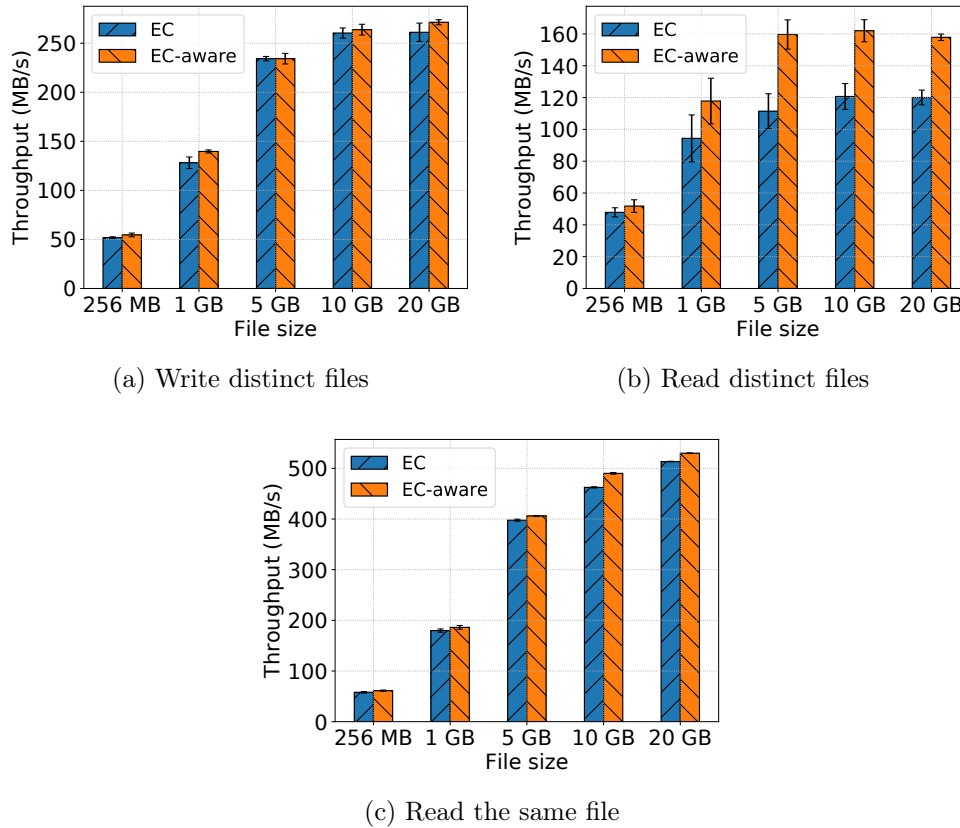 Throughput (MB/s)
250
200
150
100
50
0
EC
EC-aware
256 MB 1 GB 5 GB 10 GB 20 GB
File size
(a) Write distinct files
Throughput (MB/s)
160
140
120
100
80
60
40
20
0
EC
EC-aware
256 MB 1 GB 5 GB 10 GB 20 GB
File size
(b) Read distinct files
Throughput (MB/s)
500
400
300
200
100
0
EC
EC-aware
256 MB 1 GB 5 GB 10 GB 20 GB
File size
(c) Read the same file